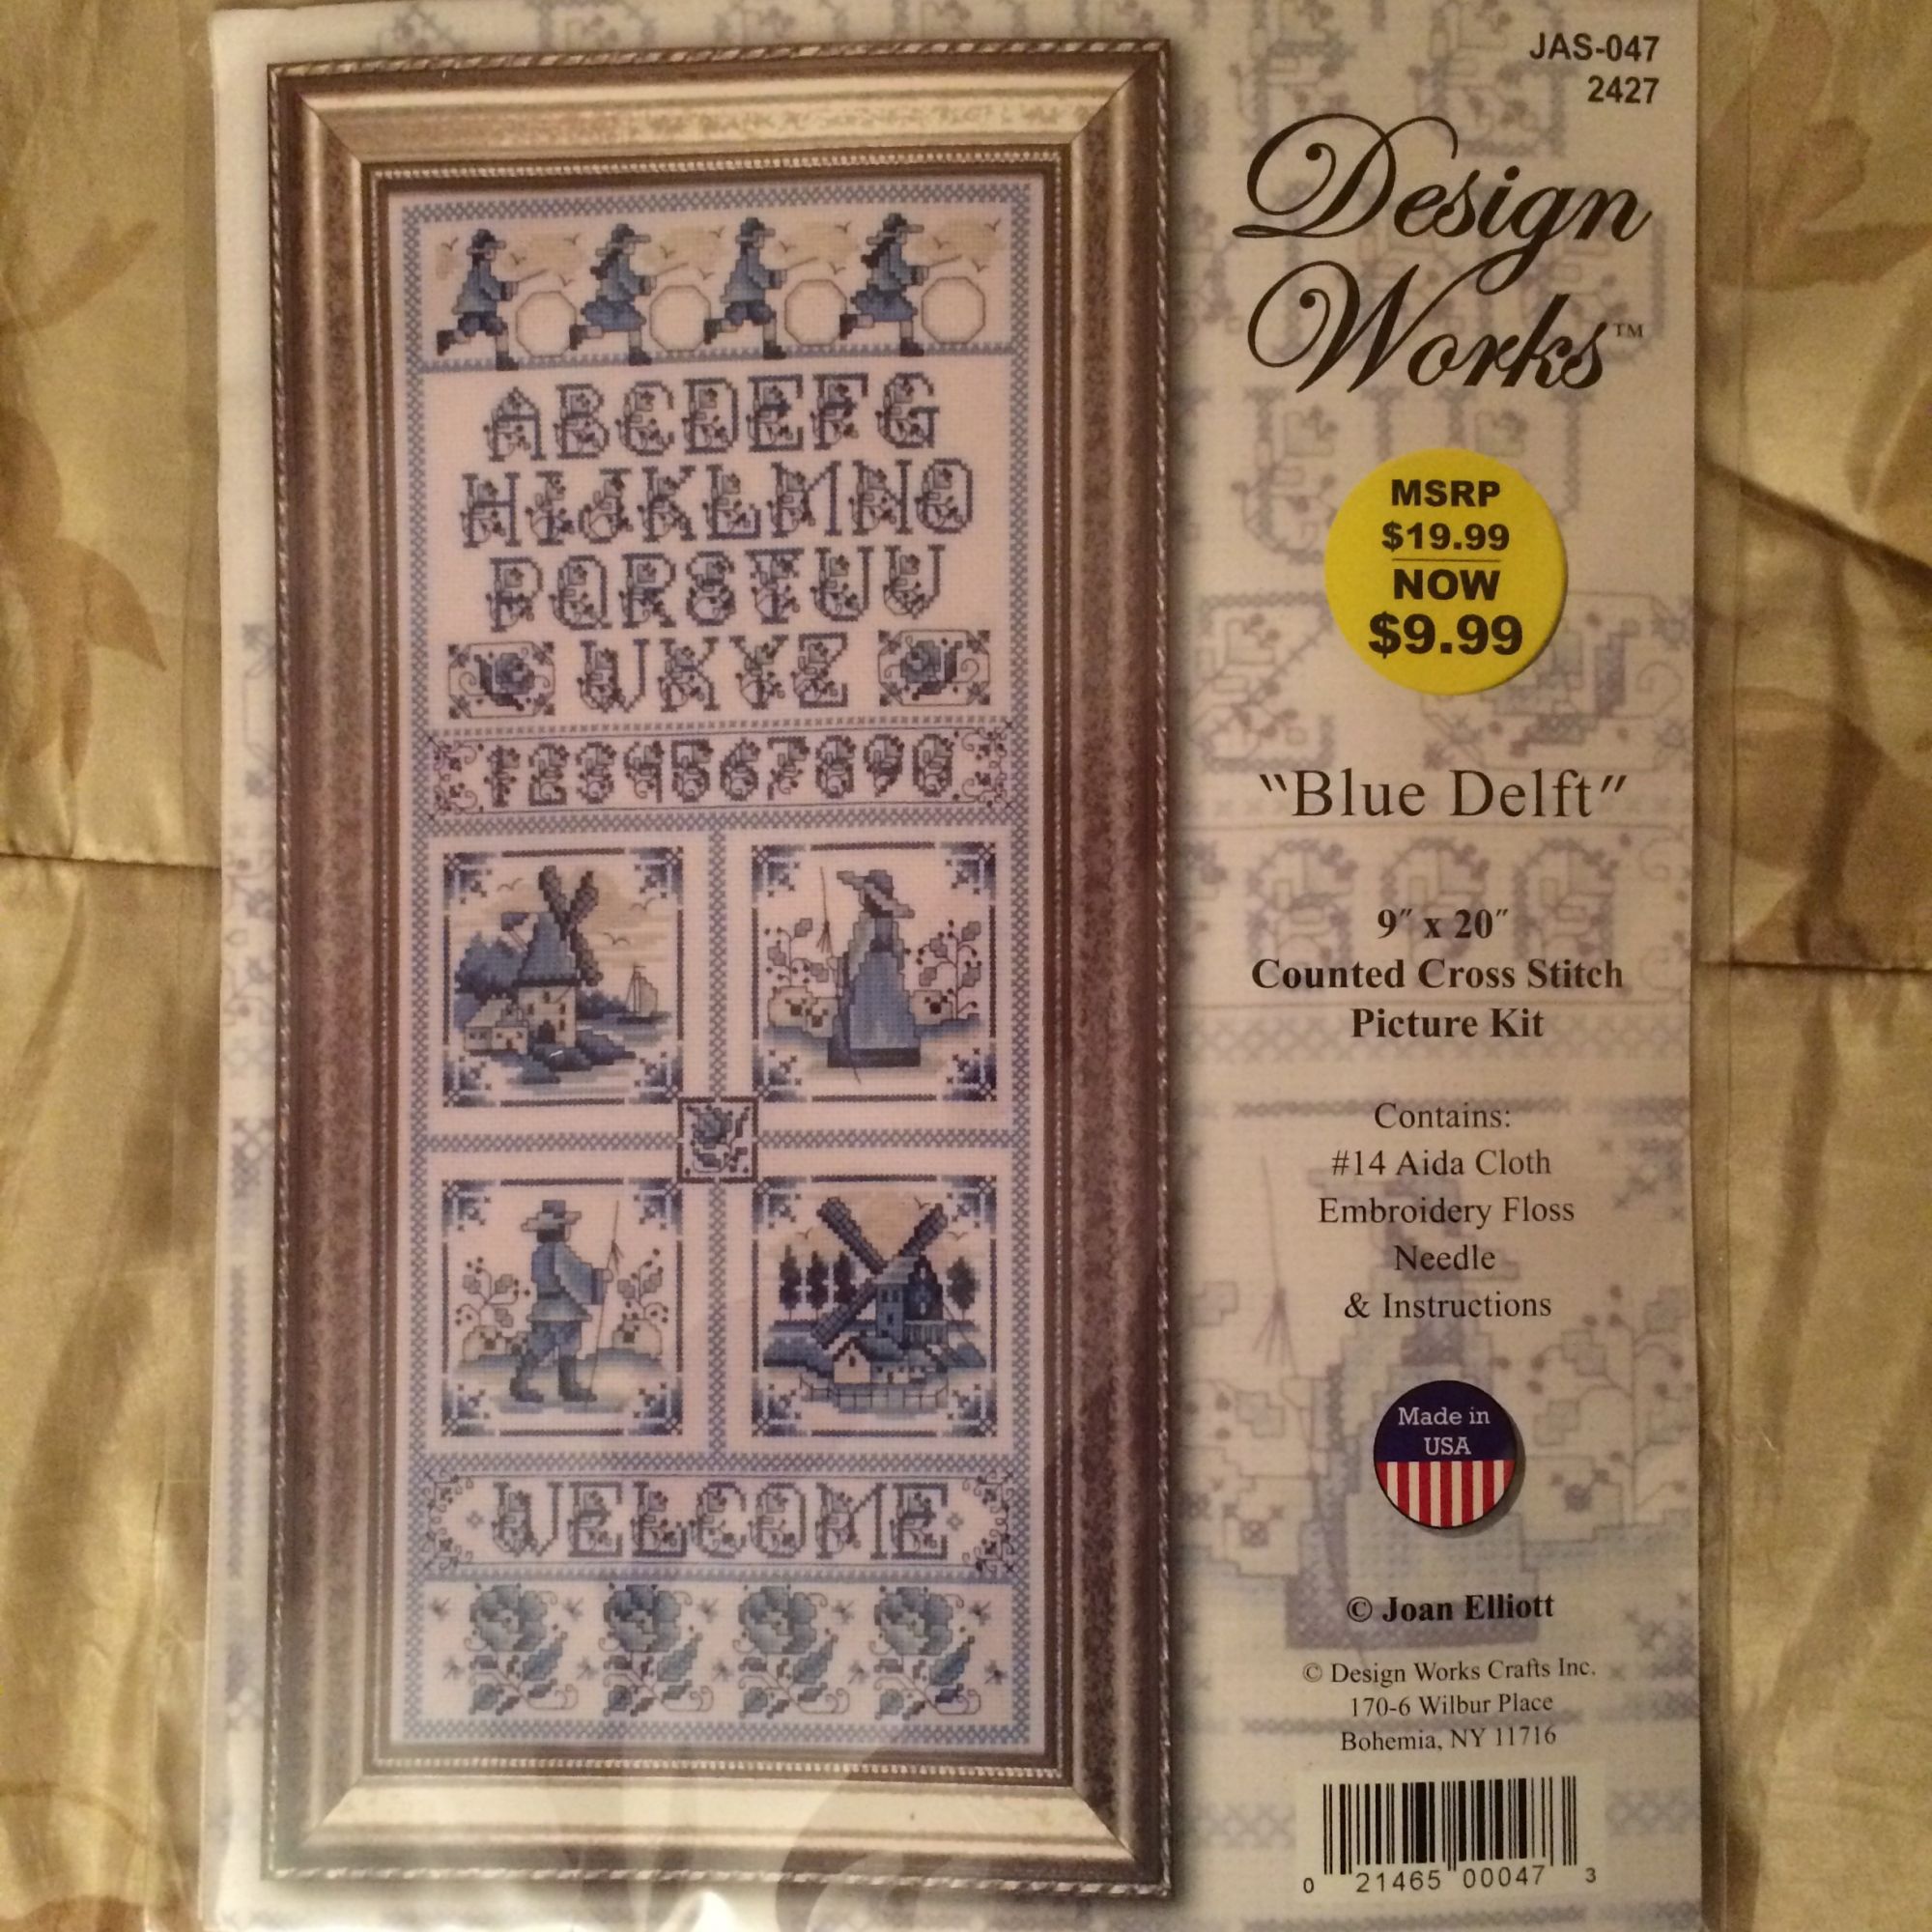 JAS-047
2427
Design
Works™
MSRP
$19.99
NOW
$9.99
"Blue Delft"
9" x 20"
Counted Cross Stitch
Picture Kit
Contains:
#14 Aida Cloth
Embroidery Floss
Needle
& Instructions
Made in
USA
© Joan Elliott
© Design Works Crafts Inc.
170-6 Wilbur Place
Bohemia, NY 11716
0 21465 00047 3
ABCDEFG
HIJKLMNO
PQRSTUV
WXYZ
1234567890
WELCOME